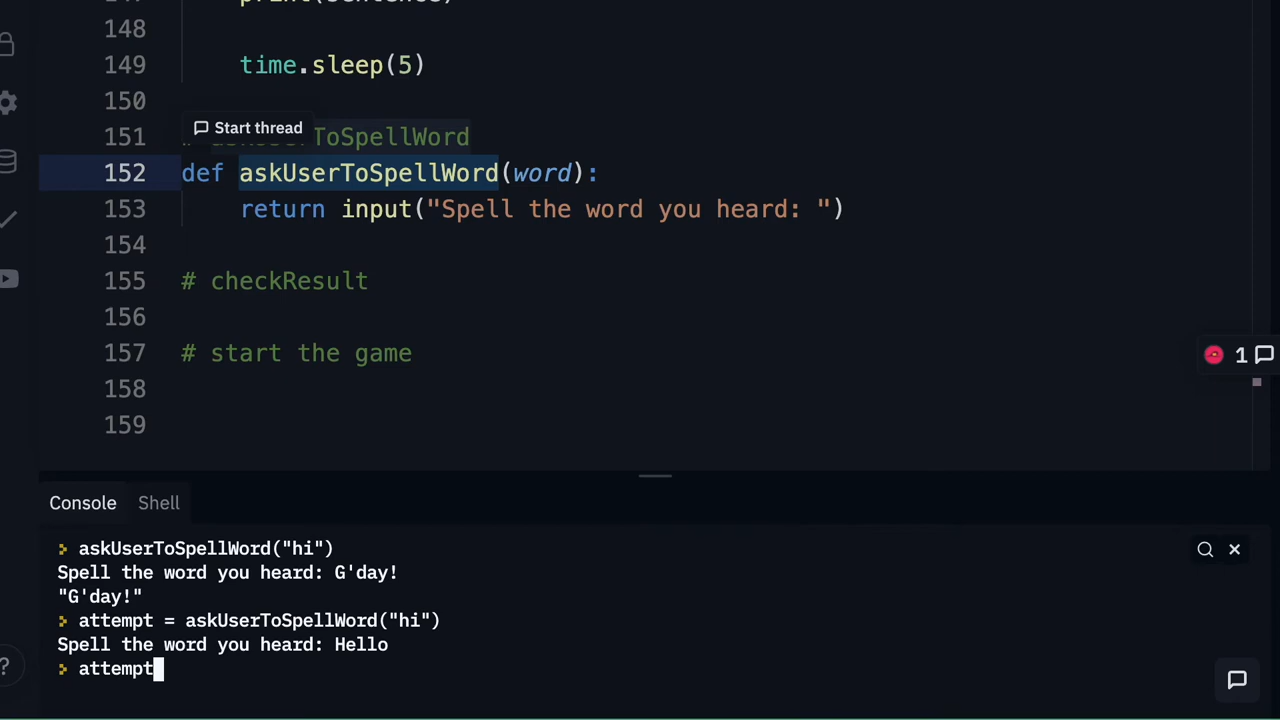 print(sentence)
148
149 time.sleep(5)
150
Start thread
151 ToSpellWord
152 def askUserToSpellWord(word):
153 return input("Spell the word you heard: ")
154
155 # checkResult
156
157 # start the game
1
158
159
Console Shell
askUserToSpellWord("hi")
Spell the word you heard: G'day!
"G'day!"
attempt = askUserToSpellWord("hi")
Spell the word you heard: Hello
attempt
?